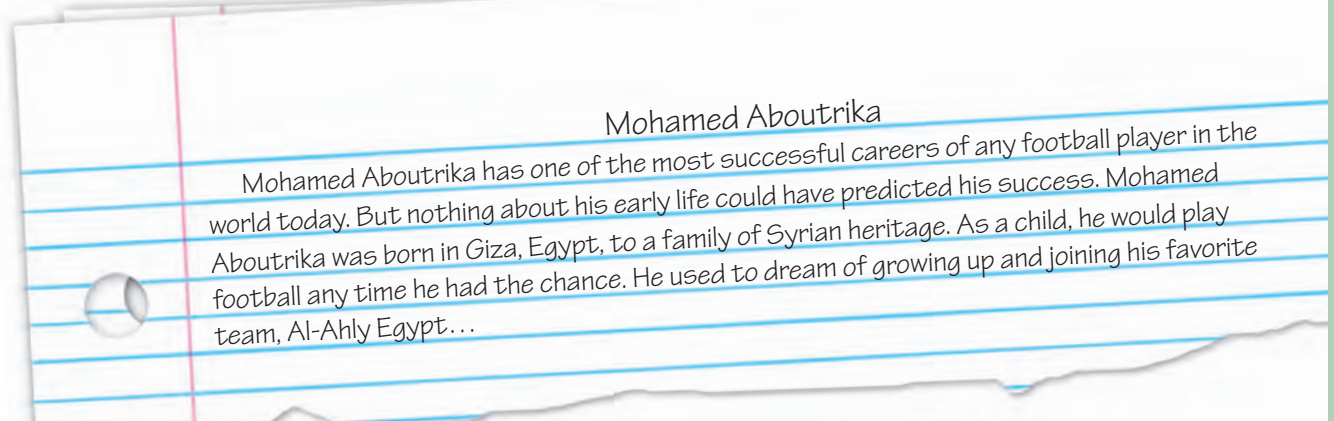 Mohamed Aboutrika
Mohamed Aboutrika has one of the most successful careers of any football player in the
world today. But nothing about his early life could have predicted his success. Mohamed
Aboutrika was born in Giza, Egypt, to a family of Syrian heritage. As a child, he would play
football any time he had the chance. He used to dream of growing up and joining his favorite
team, Al-Ahly Egypt...